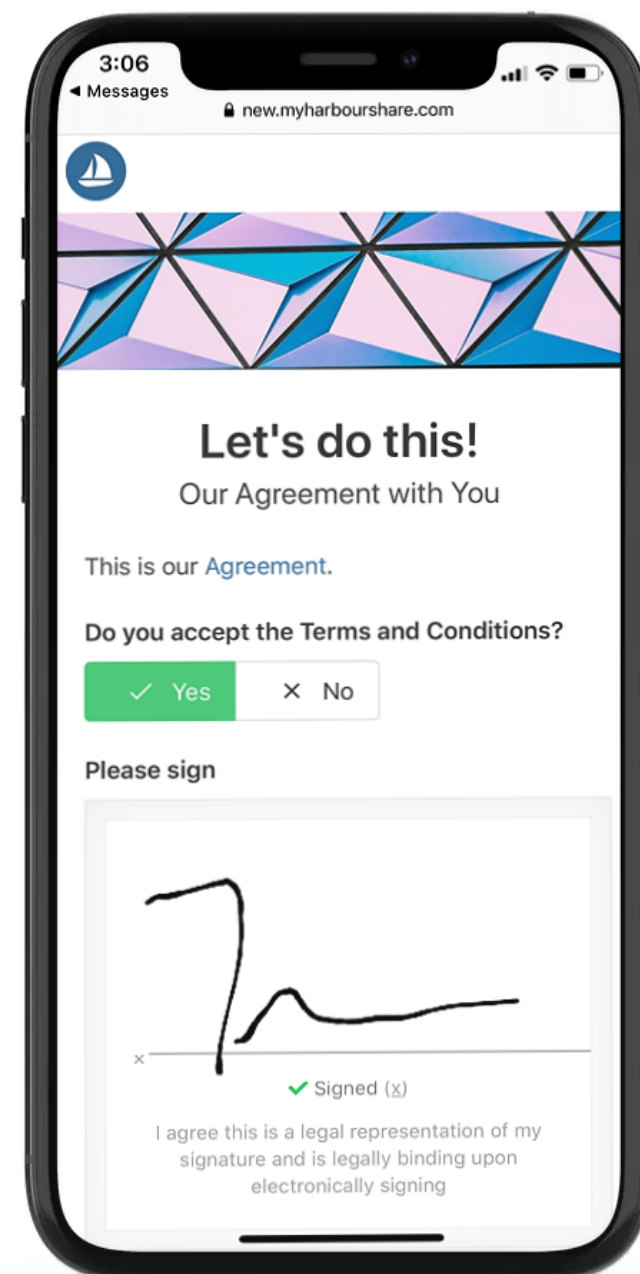 3:06
◀ Messages
new.myharbourshare.com
Let's do this!
Our Agreement with You
This is our Agreement.
Do you accept the Terms and Conditions?
✓ Yes ✕ No
Please sign
×
✓ Signed (x)
I agree this is a legal representation of my
signature and is legally binding upon
electronically signing